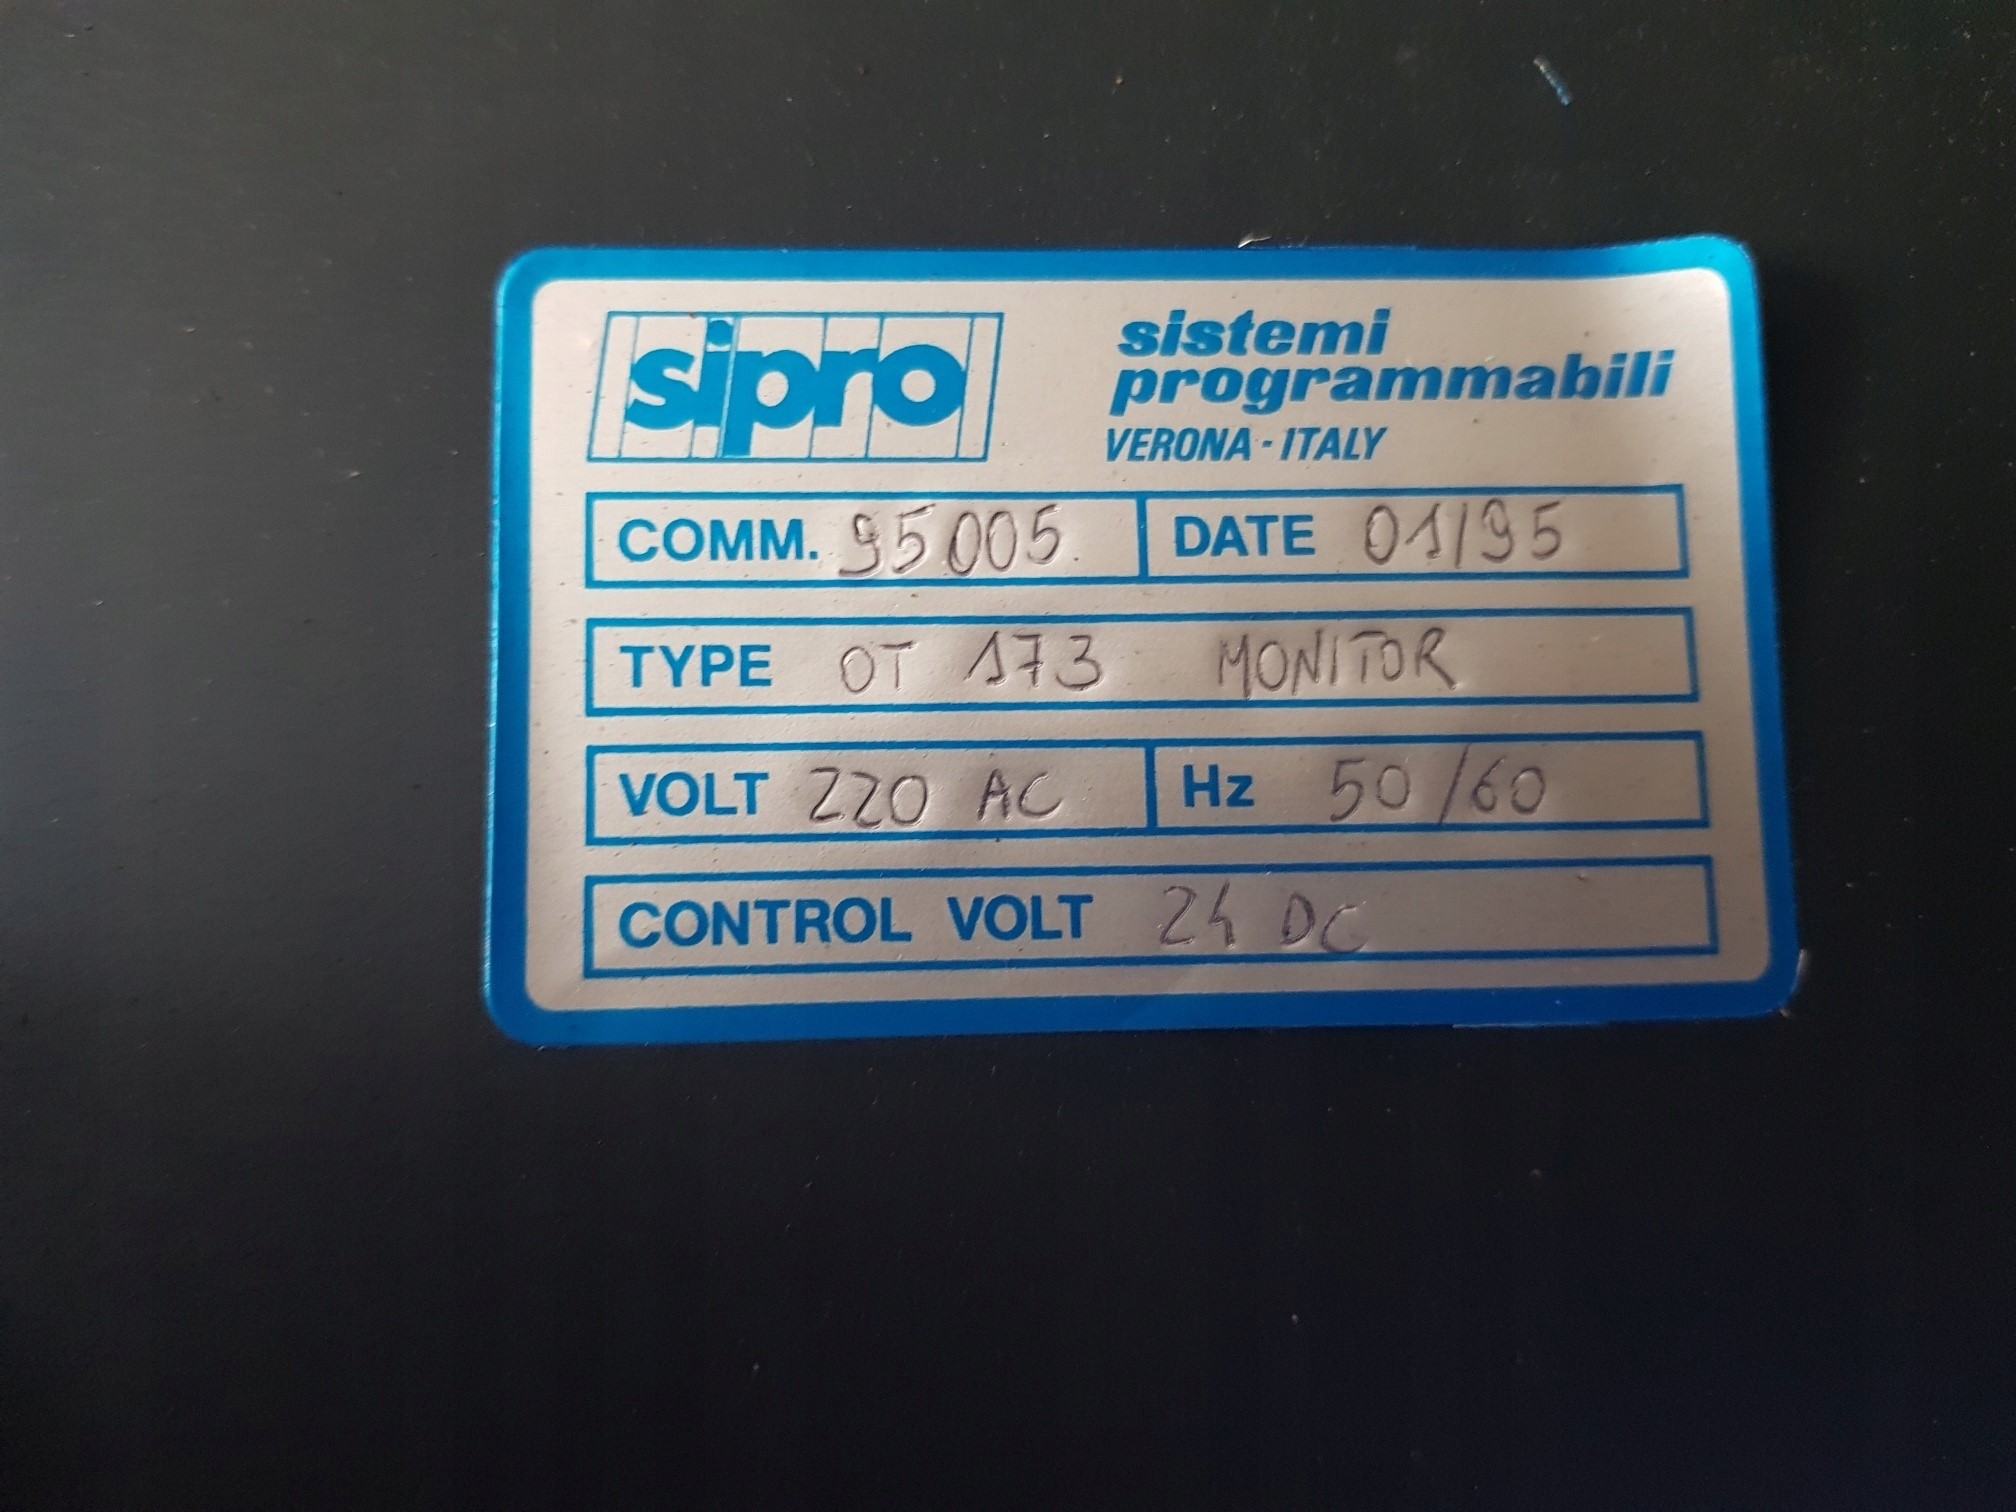 sipro
sistemi
programmabili
VERONA - ITALY
COMM. 95005. DATE 01/95
TYPE OT 173 MONITOR
VOLT 220 AC Hz 50/60
CONTROL VOLT 24 DC